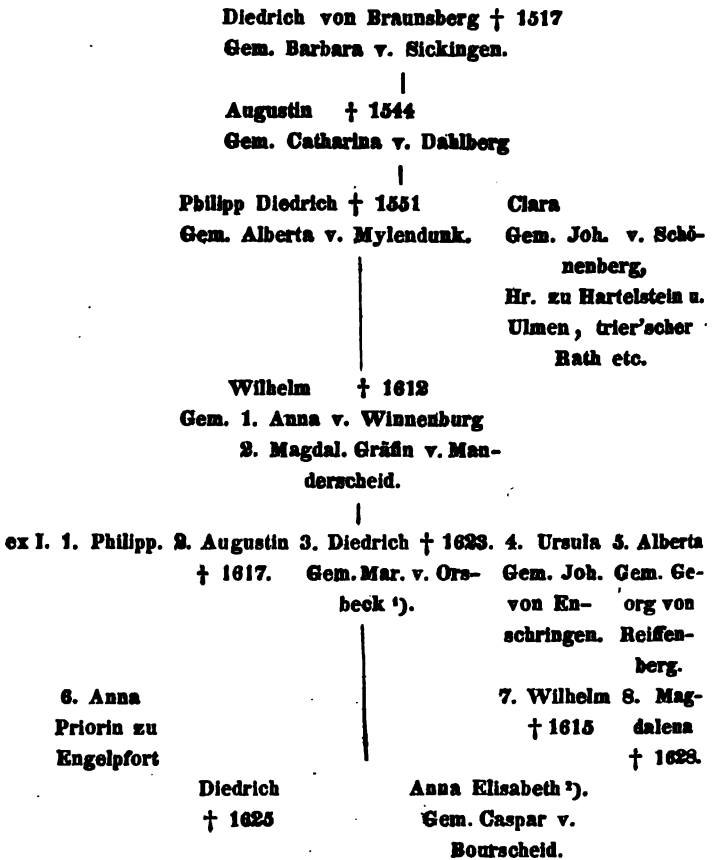 Diedrich von Braunsberg † 1517
Gem. Barbara v. Sickingen.
Augustin † 1544
Gem. Catharina v. Dahlberg
Philipp Diedrich † 1551 Clara
Gem. Alberta v. Mylendunk. Gem. Joh. v. Schö-
nenberg,
Hr. zu Hartelstein u.
Ulmen, trier'scher
Rath etc.
Wilhelm † 1612
Gem. 1. Anna v. Winnenburg
2. Magdal. Gräfin v. Man-
derscheid.
ex I. 1. Philipp. 2. Augustin 3. Diedrich † 1623. 4. Ursula 5. Alberta
† 1617. Gem. Mar. v. Ors- Gem. Joh. Gem. Ge-
beck ¹). von En- org von
schringen. Reiffen-
berg.
6. Anna 7. Wilhelm 8. Mag-
Priorin zu † 1615 dalena
Engelpfort † 1628.
Diedrich Anna Elisabeth ²).
† 1625 Gem. Caspar v.
Bourscheid.